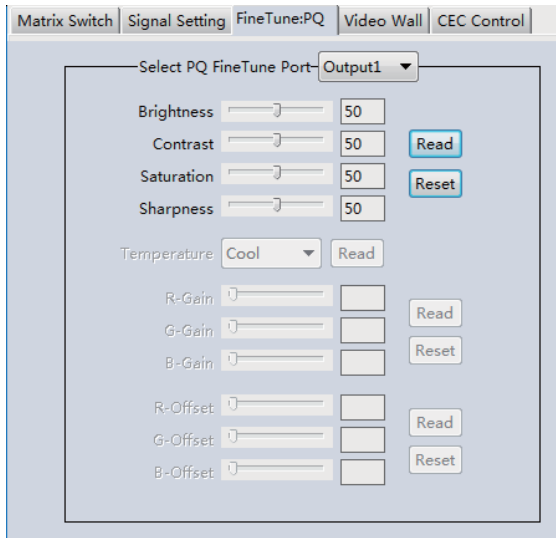 Matrix Switch Signal Setting FineTune:PQ Video Wall CEC Control
Select PQ FineTune Port Output1
Brightness 50
Contrast 50 Read
Saturation 50
Reset
Sharpness 50
Temperature Cool Read
R-Gain
Read
G-Gain
Reset
B-Gain
R-Offset
Read
G-Offset
Reset
B-Offset